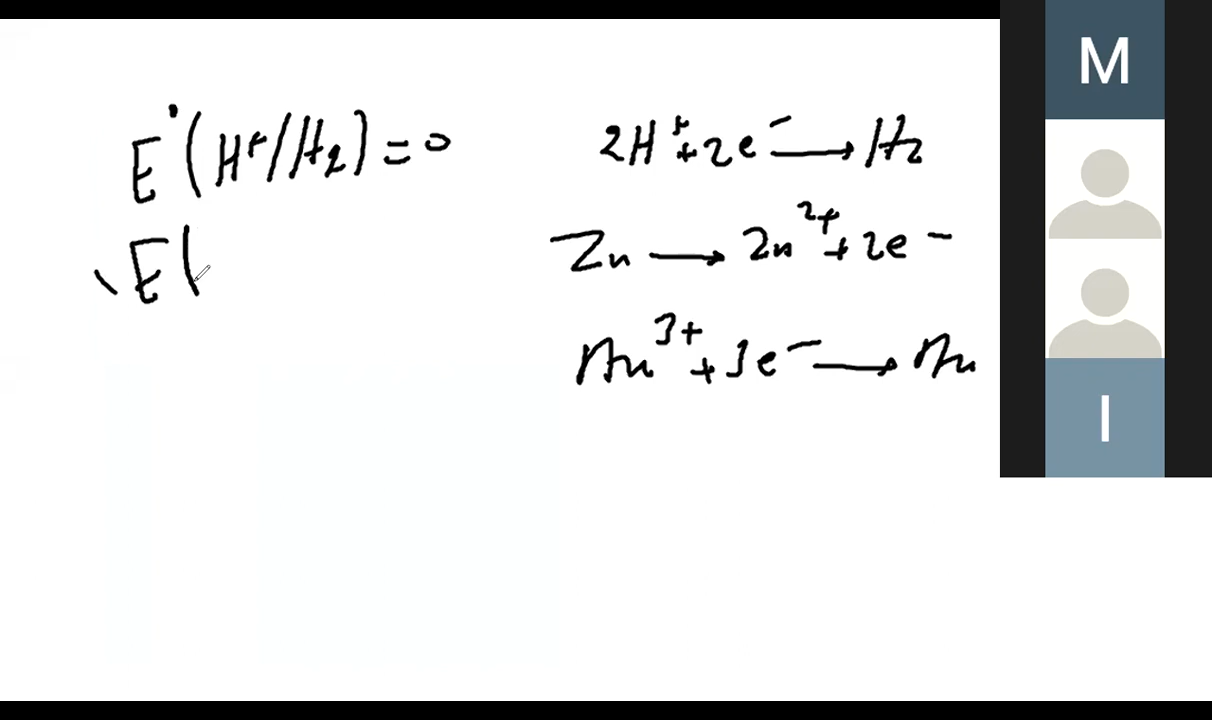 E°(H⁺/H₂)=0
2H⁺+2e⁻→H₂
Zn→Zn²⁺+2e⁻
E(
Au³⁺+3e⁻→Au
M
I